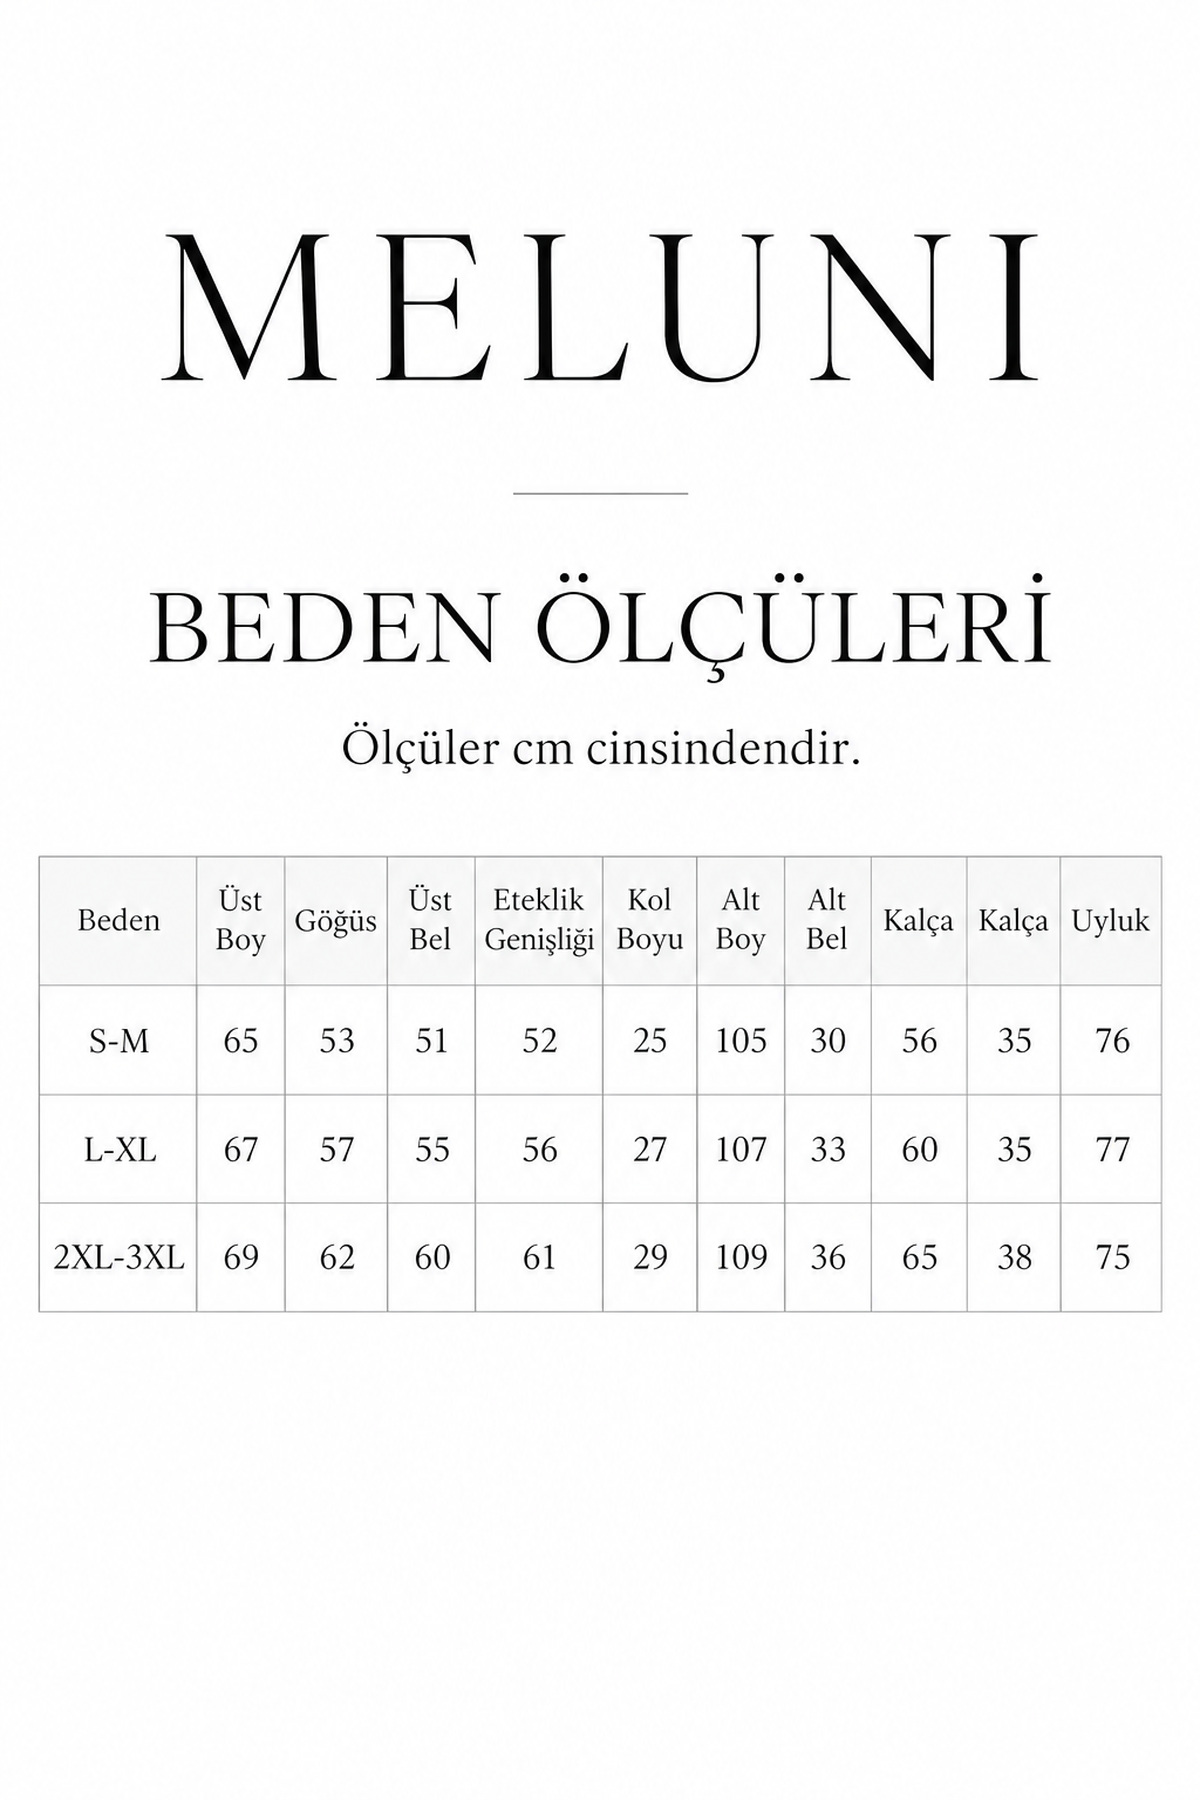 MELUNI
BEDEN ÖLÇÜLERİ
Ölçüler cm cinsindendir.
Beden Üst Boy Göğüs Üst Bel Eteklik Genişliği Kol Boyu Alt Boy Alt Bel Kalça Kalça Uyluk
S-M 65 53 51 52 25 105 30 56 35 76
L-XL 67 57 55 56 27 107 33 60 35 77
2XL-3XL 69 62 60 61 29 109 36 65 38 75